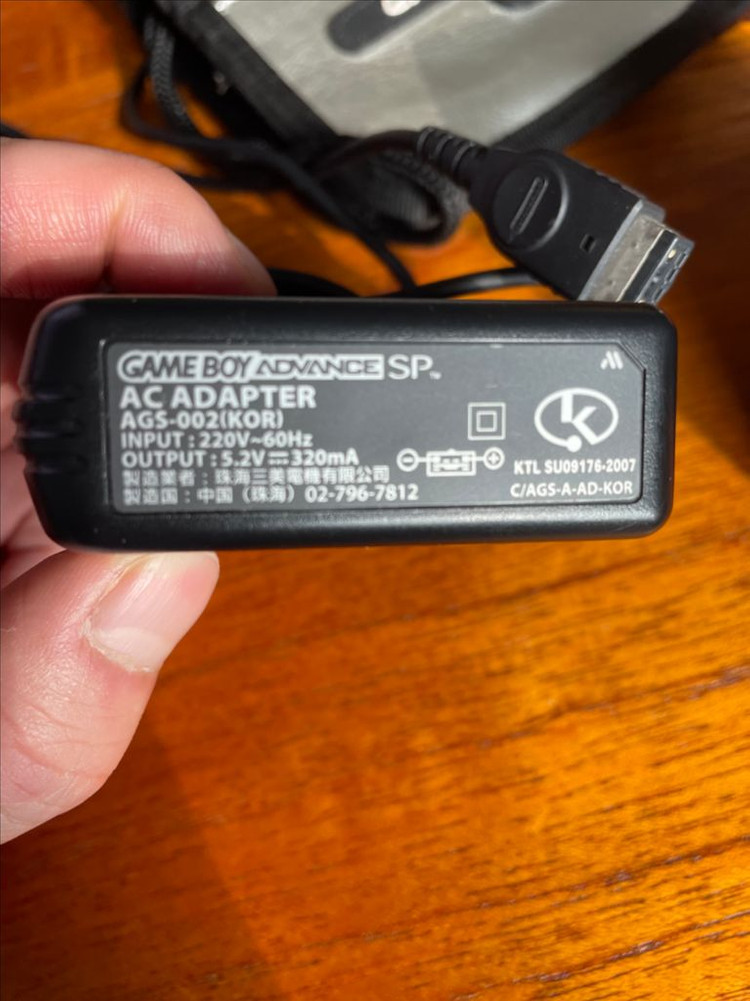 GAME BOY ADVANCE SP™
AC ADAPTER
AGS-002(KOR)
INPUT : 220V~60Hz
OUTPUT : 5.2V⎓320mA
製造業者 : 珠海三美電機有限公司
製造国 : 中国 (珠海) 02-796-7812
KTL SU09176-2007
C/AGS-A-AD-KOR